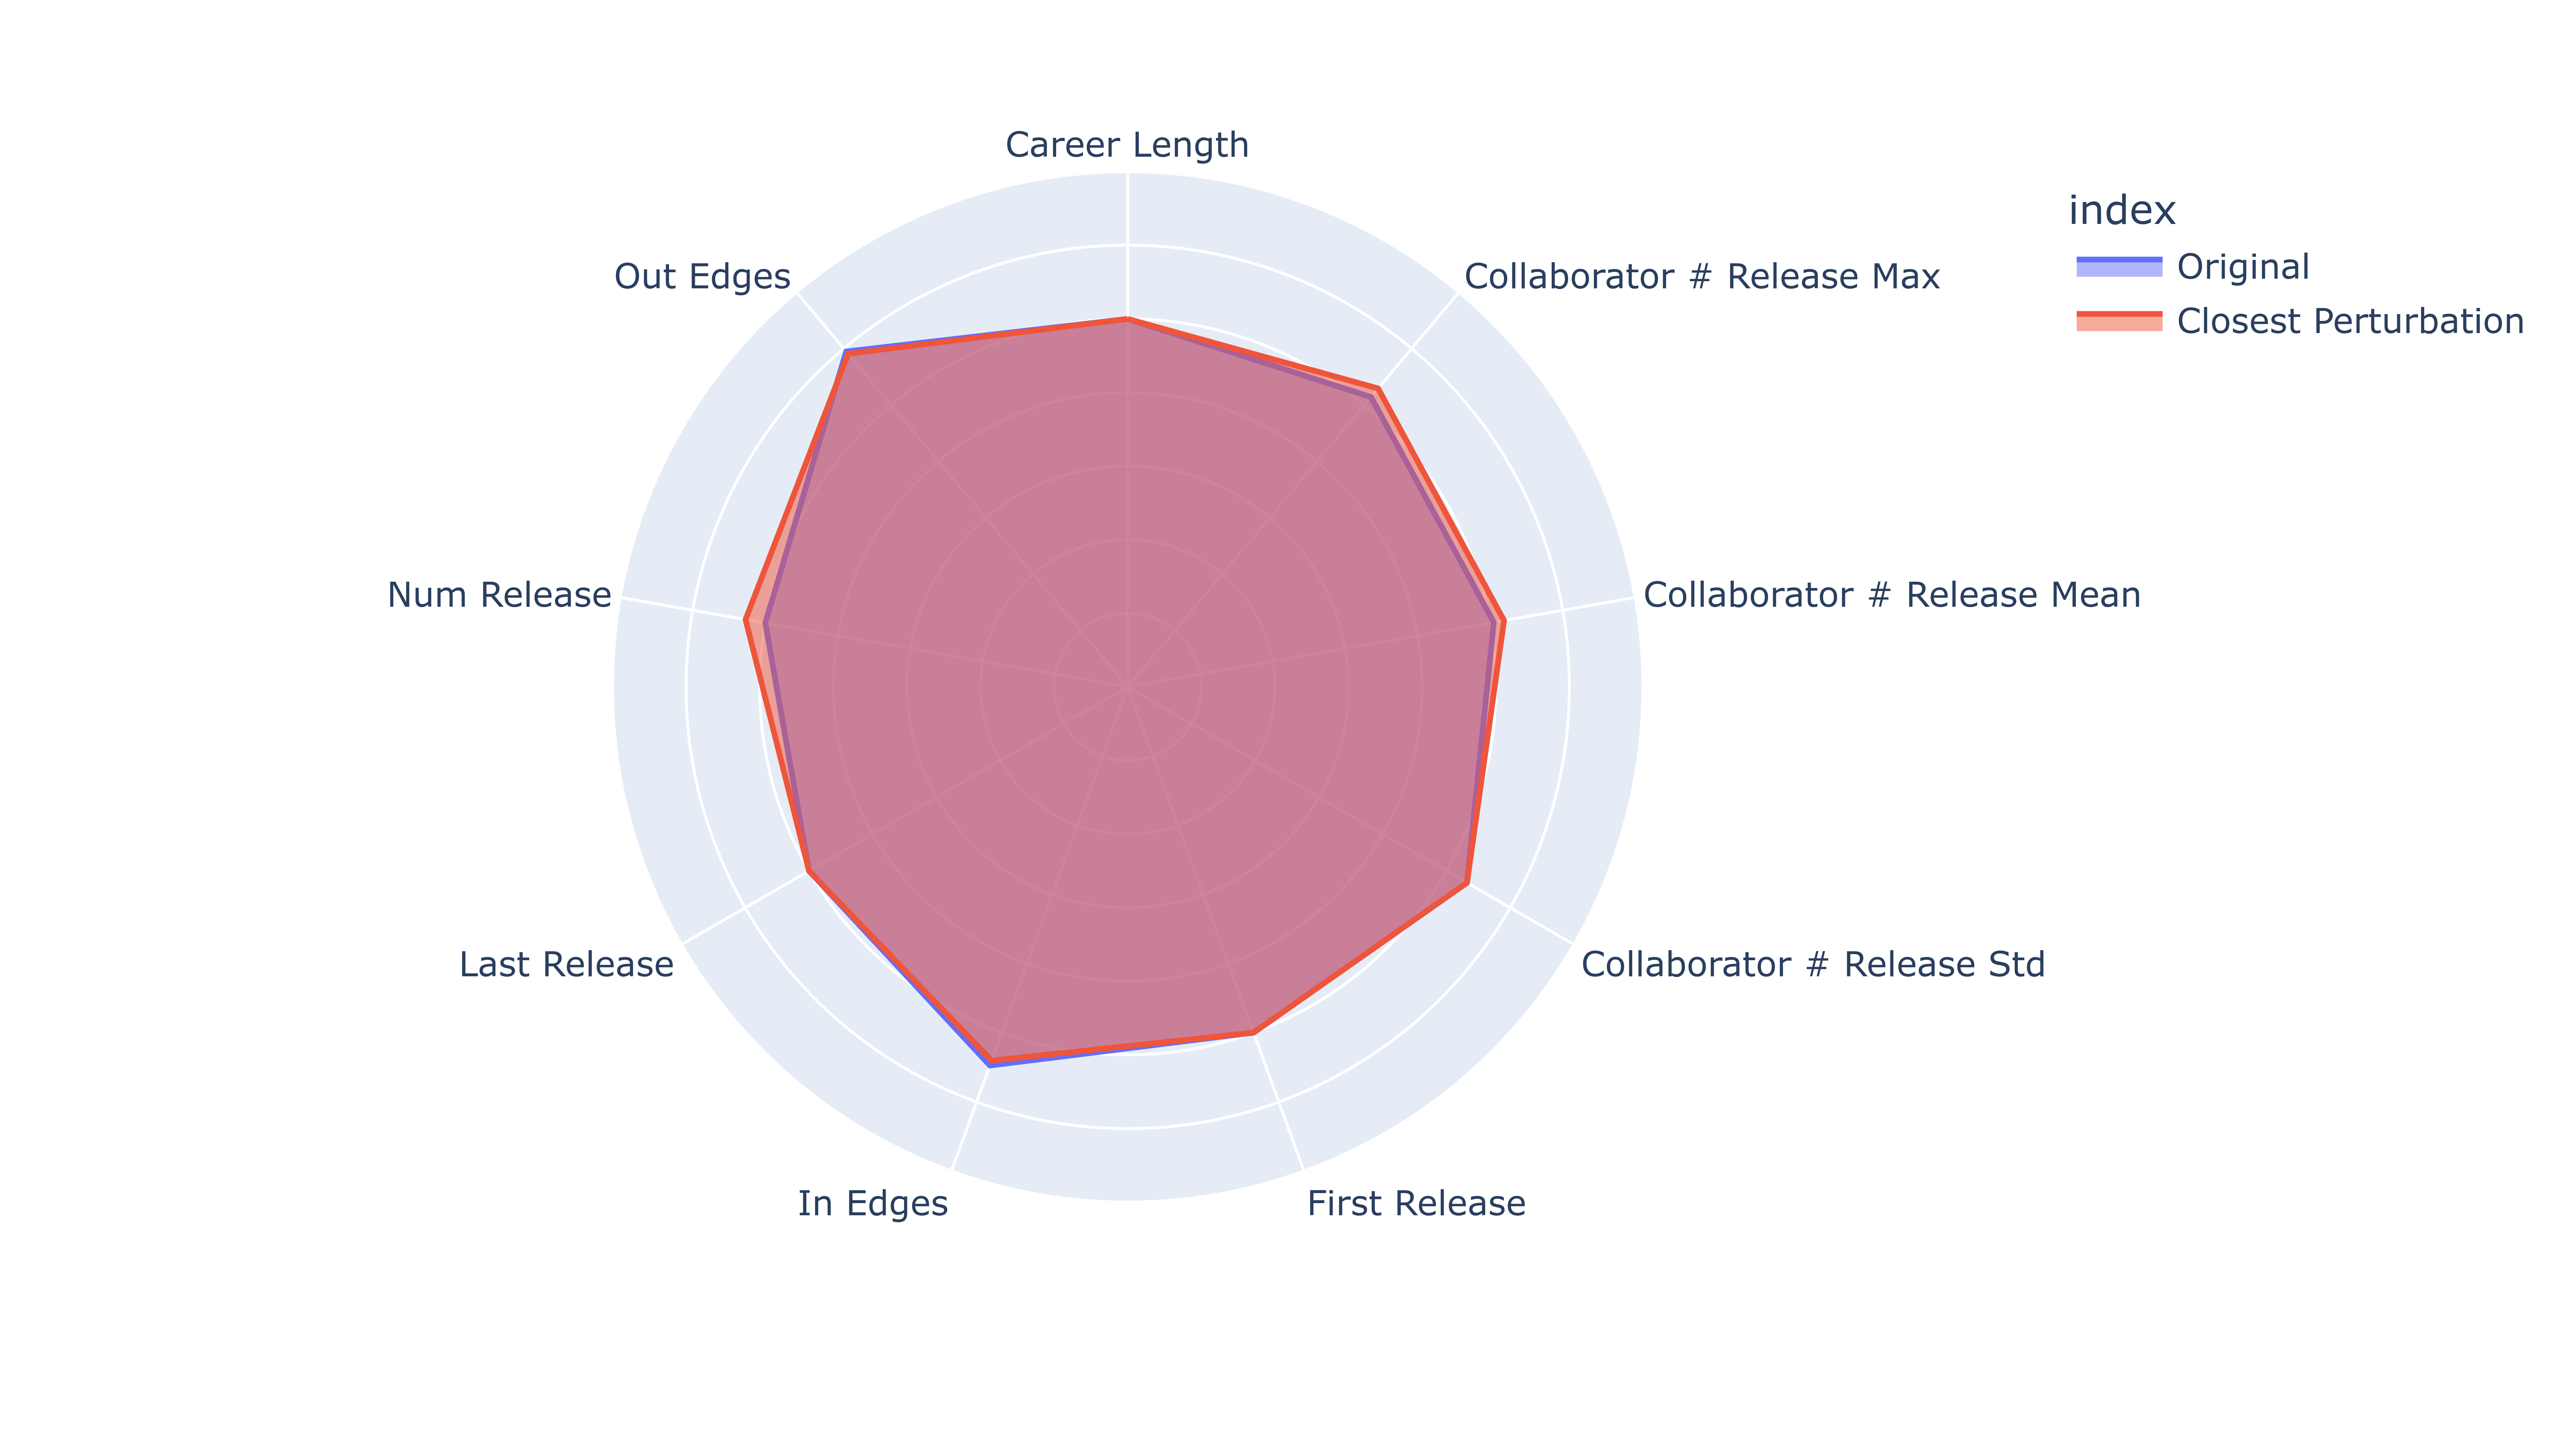 Career Length
Out Edges
Collaborator # Release Max
index
Original
Closest Perturbation
Num Release
Collaborator # Release Mean
Last Release
Collaborator # Release Std
In Edges
First Release